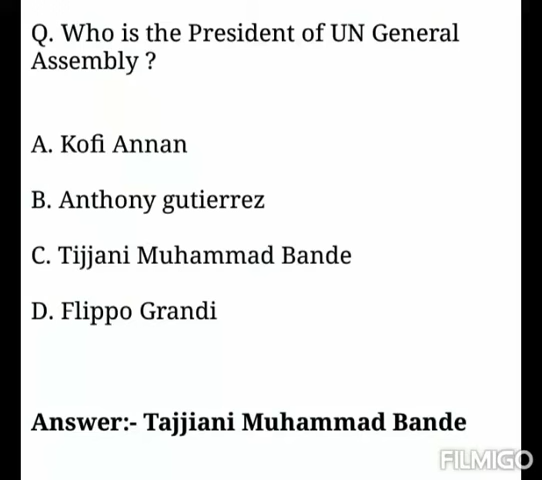 Q. Who is the President of UN General
Assembly ?
A. Kofi Annan
B. Anthony gutierrez
C. Tijjani Muhammad Bande
D. Flippo Grandi
Answer:- Tajjiani Muhammad Bande
FILMIGO